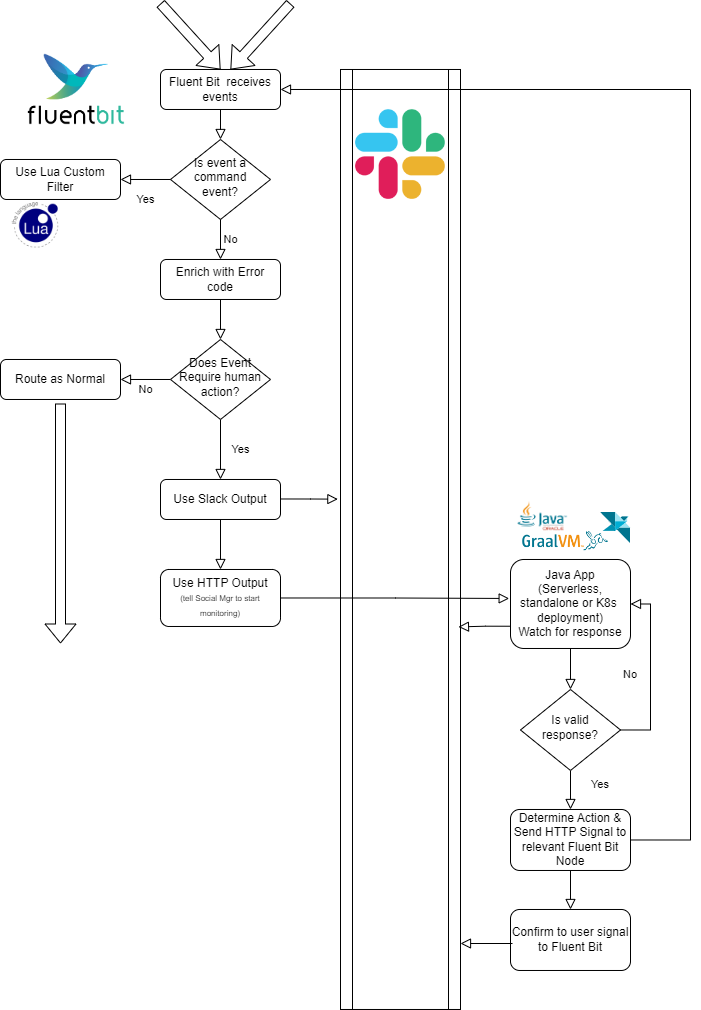 fluentbit
Fluent Bit receives
events
Is event a
command
event?
Use Lua Custom
Filter
Yes
the language
Lua
No
Enrich with Error
code
Does Event
Require human
action?
Route as Normal
No
Yes
Use Slack Output
Use HTTP Output
(tell Social Mgr to start
monitoring)
Java
ORACLE
GraalVM
Java App
(Serverless,
standalone or K8s
deployment)
Watch for response
No
Is valid
response?
Yes
Determine Action &
Send HTTP Signal to
relevant Fluent Bit
Node
Confirm to user signal
to Fluent Bit